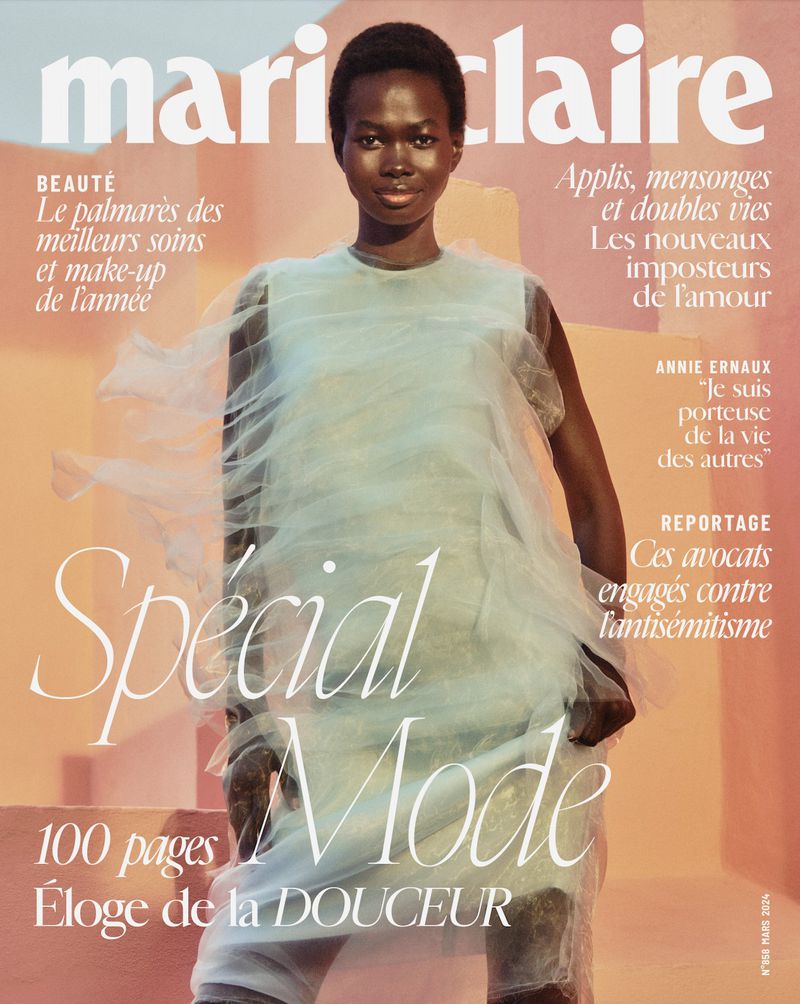 marie claire
BEAUTÉ
Le palmarès des
meilleurs soins
et make-up
de l'année
Applis, mensonges
et doubles vies
Les nouveaux
imposteurs
de l'amour
ANNIE ERNAUX
“Je suis
porteuse
de la vie
des autres”
REPORTAGE
Ces avocats
engagés contre
l'antisémitisme
Spécial
Mode
100 pages
Éloge de la DOUCEUR
N°858 MARS 2024